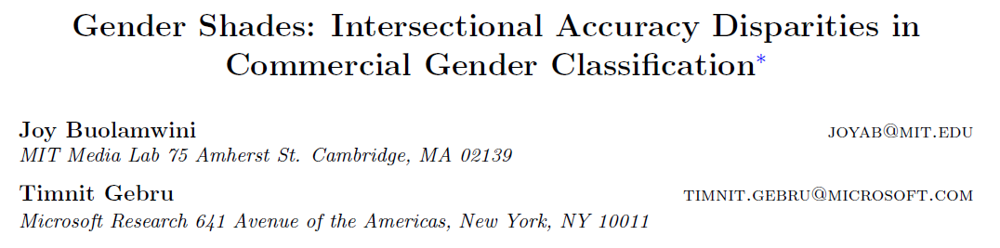 Gender Shades: Intersectional Accuracy Disparities in
Commercial Gender Classification*
Joy Buolamwini JOYAB@MIT.EDU
MIT Media Lab 75 Amherst St. Cambridge, MA 02139
Timnit Gebru TIMNIT.GEBRU@MICROSOFT.COM
Microsoft Research 641 Avenue of the Americas, New York, NY 10011